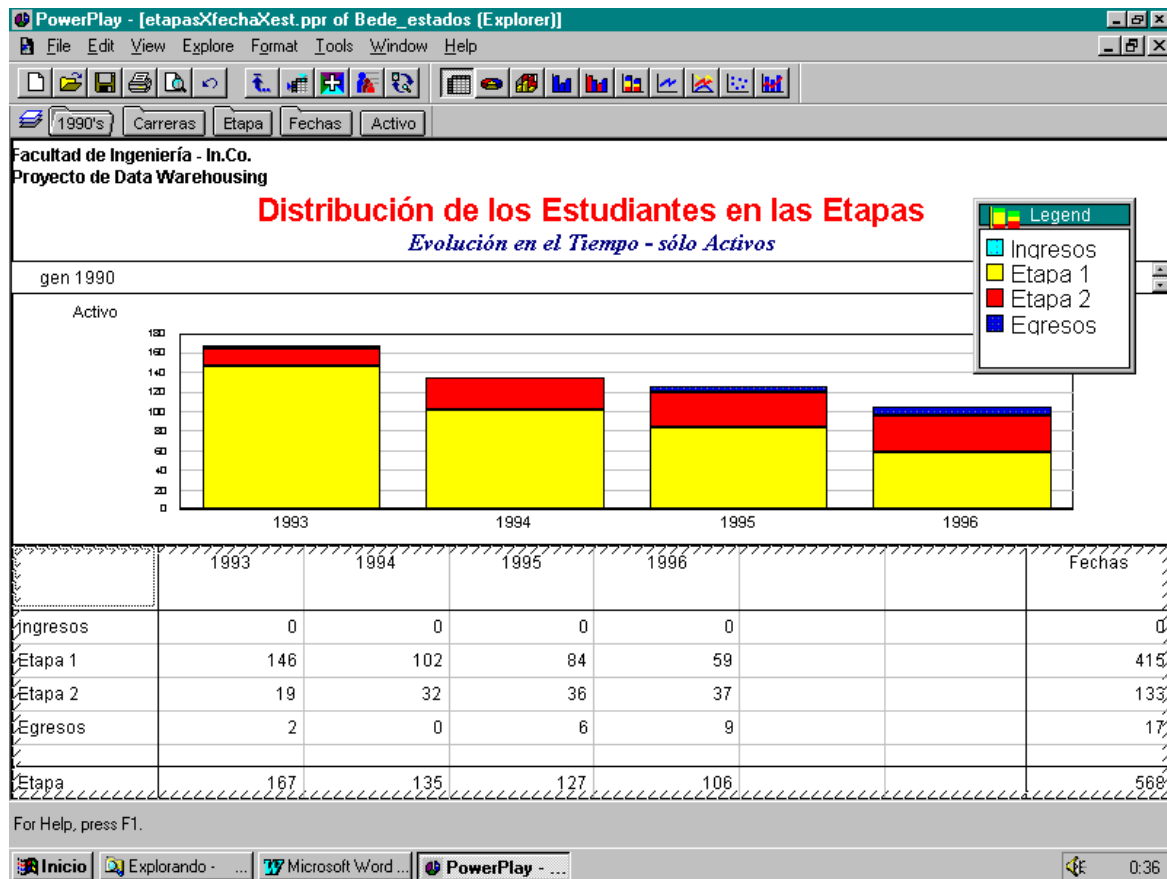 PowerPlay - [etapasXfechaXest.ppr of Bede_estados (Explorer)]
File Edit View Explore Format Tools Window Help
1990's Carreras Etapa Fechas Activo
Facultad de Ingeniería - In.Co.
Proyecto de Data Warehousing
Distribución de los Estudiantes en las Etapas
Evolución en el Tiempo - sólo Activos
Legend
Ingresos
Etapa 1
Etapa 2
Egresos
gen 1990
Activo
180
160
140
120
100
80
60
40
20
0
1993 1994 1995 1996
1993 1994 1995 1996 Fechas
ingresos 0 0 0 0 0
Etapa 1 146 102 84 59 415
Etapa 2 19 32 36 37 133
Egresos 2 0 6 9 17
Etapa 167 135 127 106 568
For Help, press F1.
Inicio Explorando - ... Microsoft Word ... PowerPlay - ... 0:36